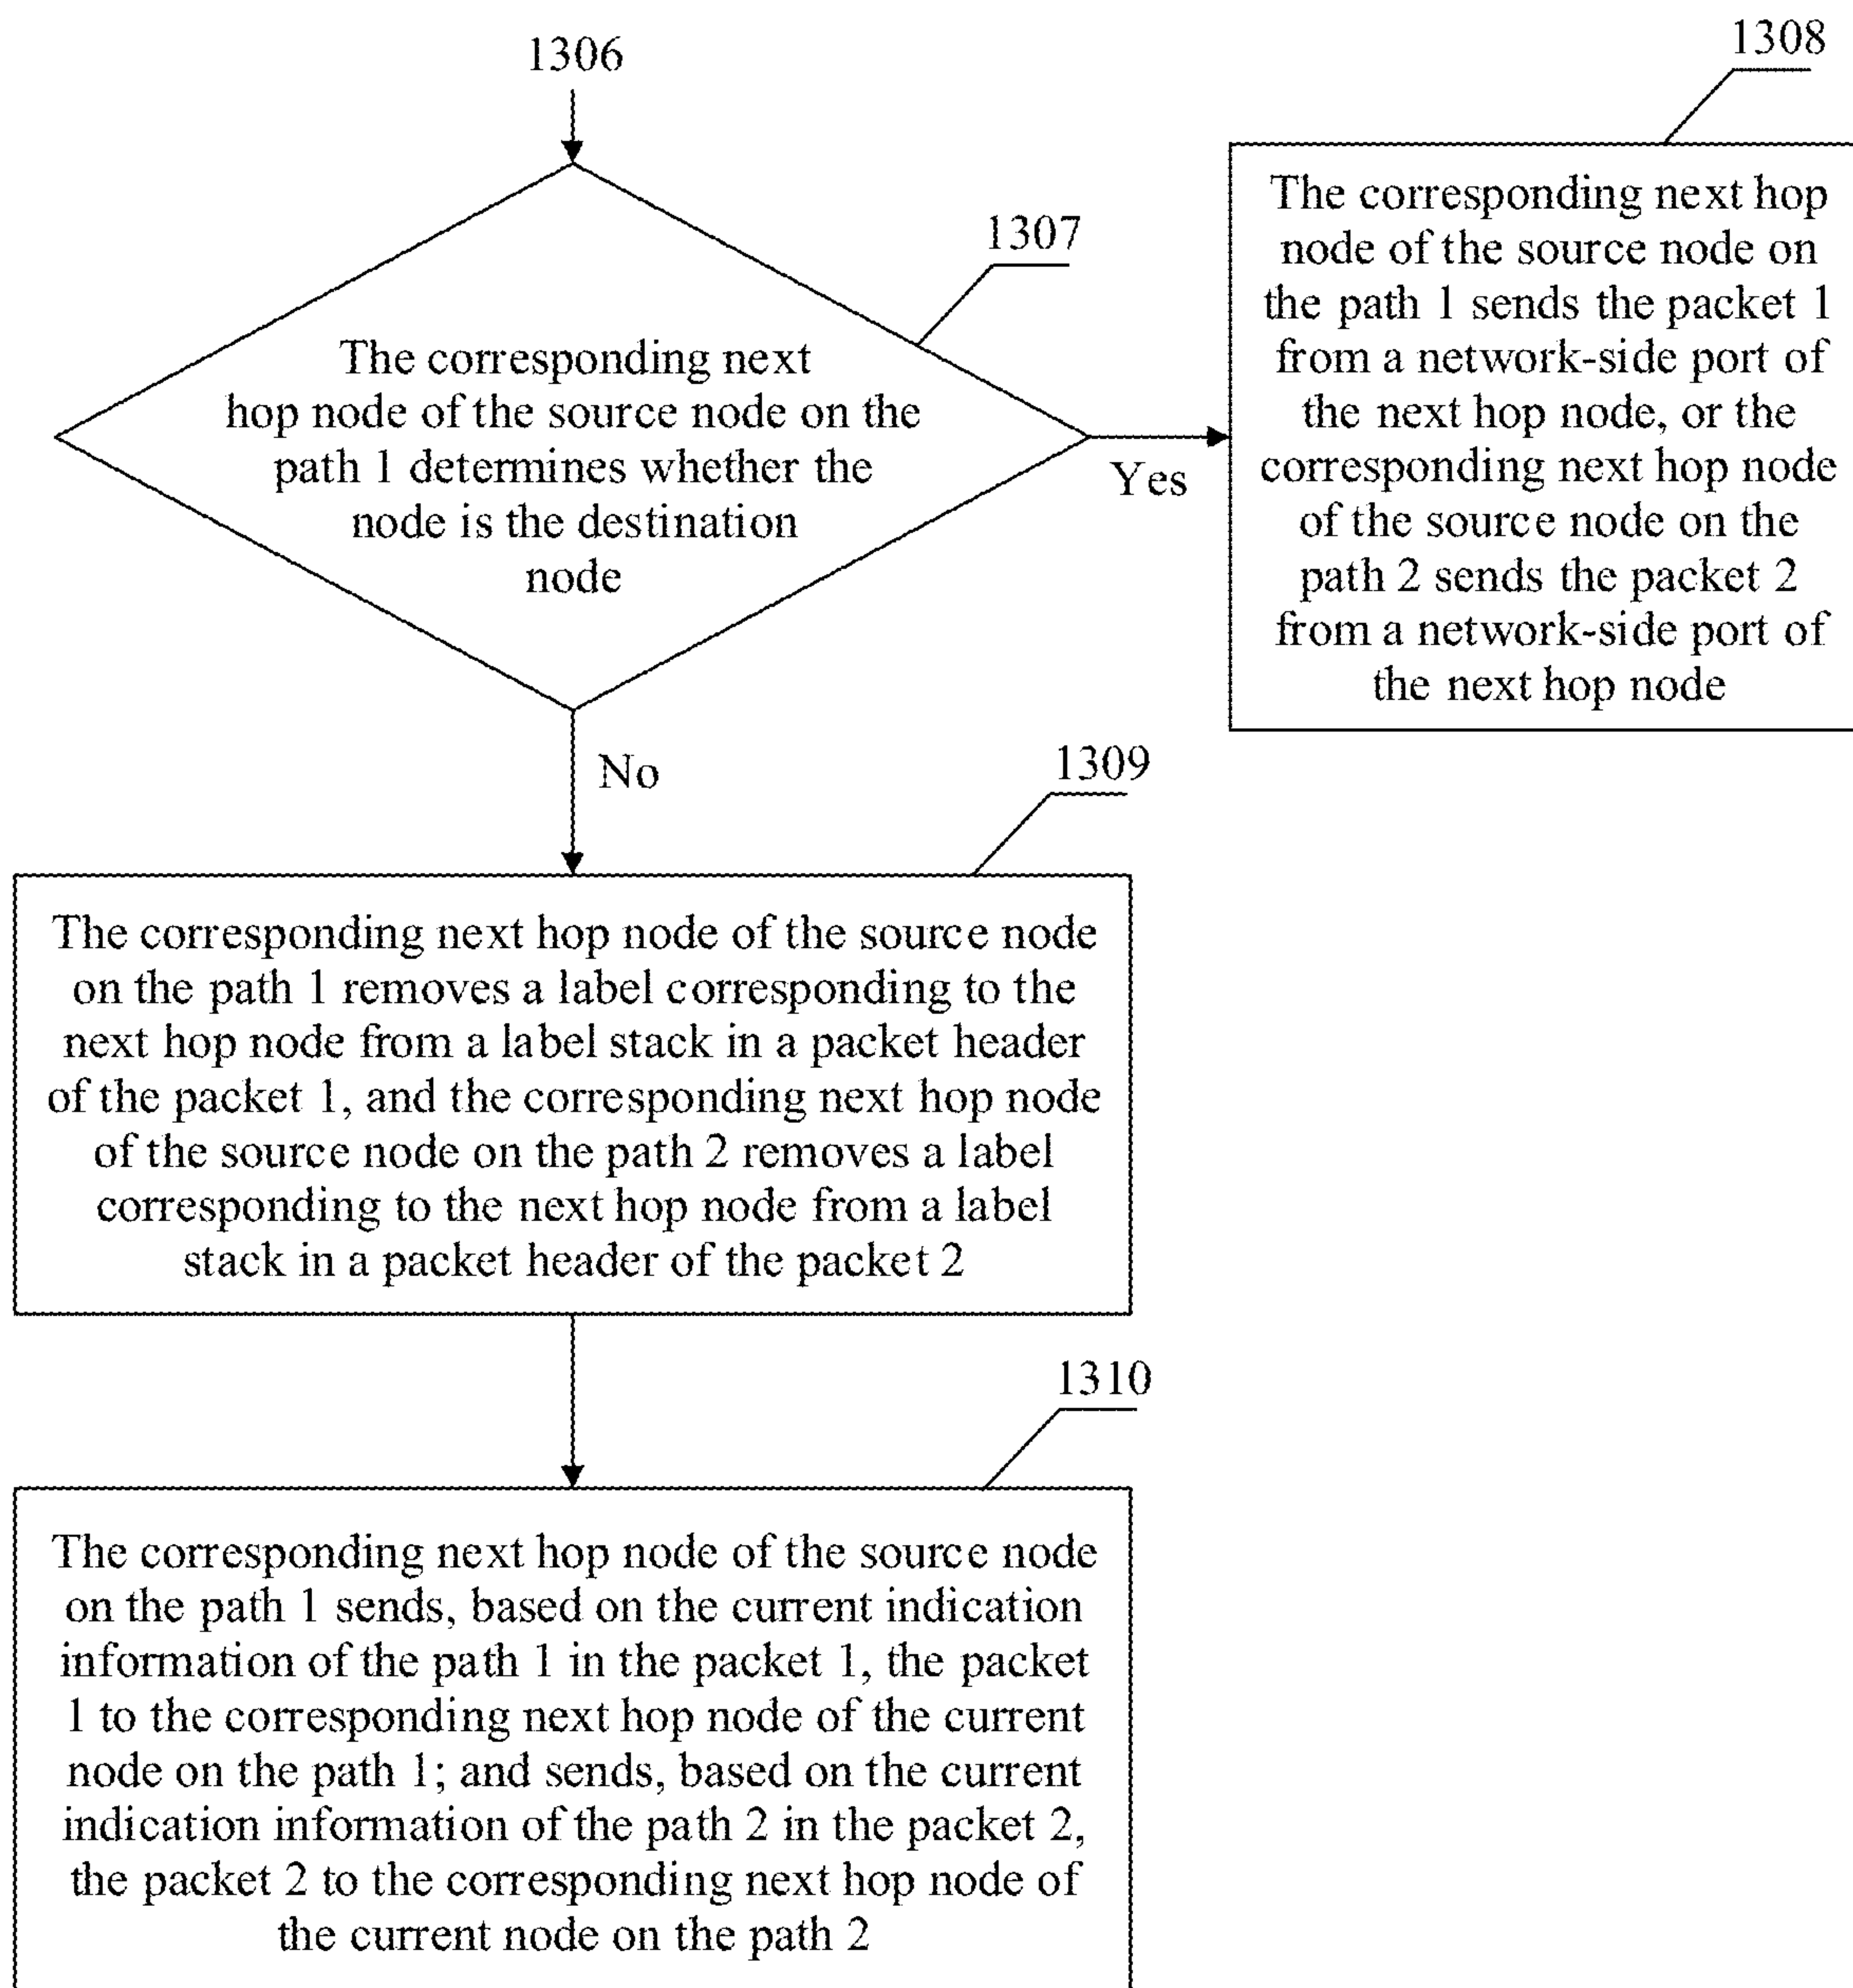 1306
1308
1307
The corresponding next
hop node of the source node on the
path 1 determines whether the
node is the destination
node
Yes
The corresponding next hop
node of the source node on
the path 1 sends the packet 1
from a network-side port of
the next hop node, or the
corresponding next hop node
of the source node on the
path 2 sends the packet 2
from a network-side port of
the next hop node
No
1309
The corresponding next hop node of the source node
on the path 1 removes a label corresponding to the
next hop node from a label stack in a packet header
of the packet 1, and the corresponding next hop node
of the source node on the path 2 removes a label
corresponding to the next hop node from a label
stack in a packet header of the packet 2
1310
The corresponding next hop node of the source node
on the path 1 sends, based on the current indication
information of the path 1 in the packet 1, the packet
1 to the corresponding next hop node of the current
node on the path 1; and sends, based on the current
indication information of the path 2 in the packet 2,
the packet 2 to the corresponding next hop node of
the current node on the path 2